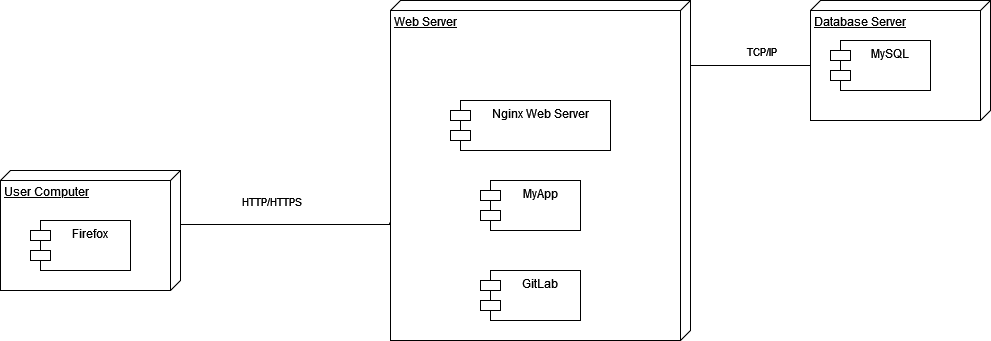 Web Server
Database Server
TCP/IP
MySQL
Nginx Web Server
User Computer
MyApp
HTTP/HTTPS
Firefox
GitLab